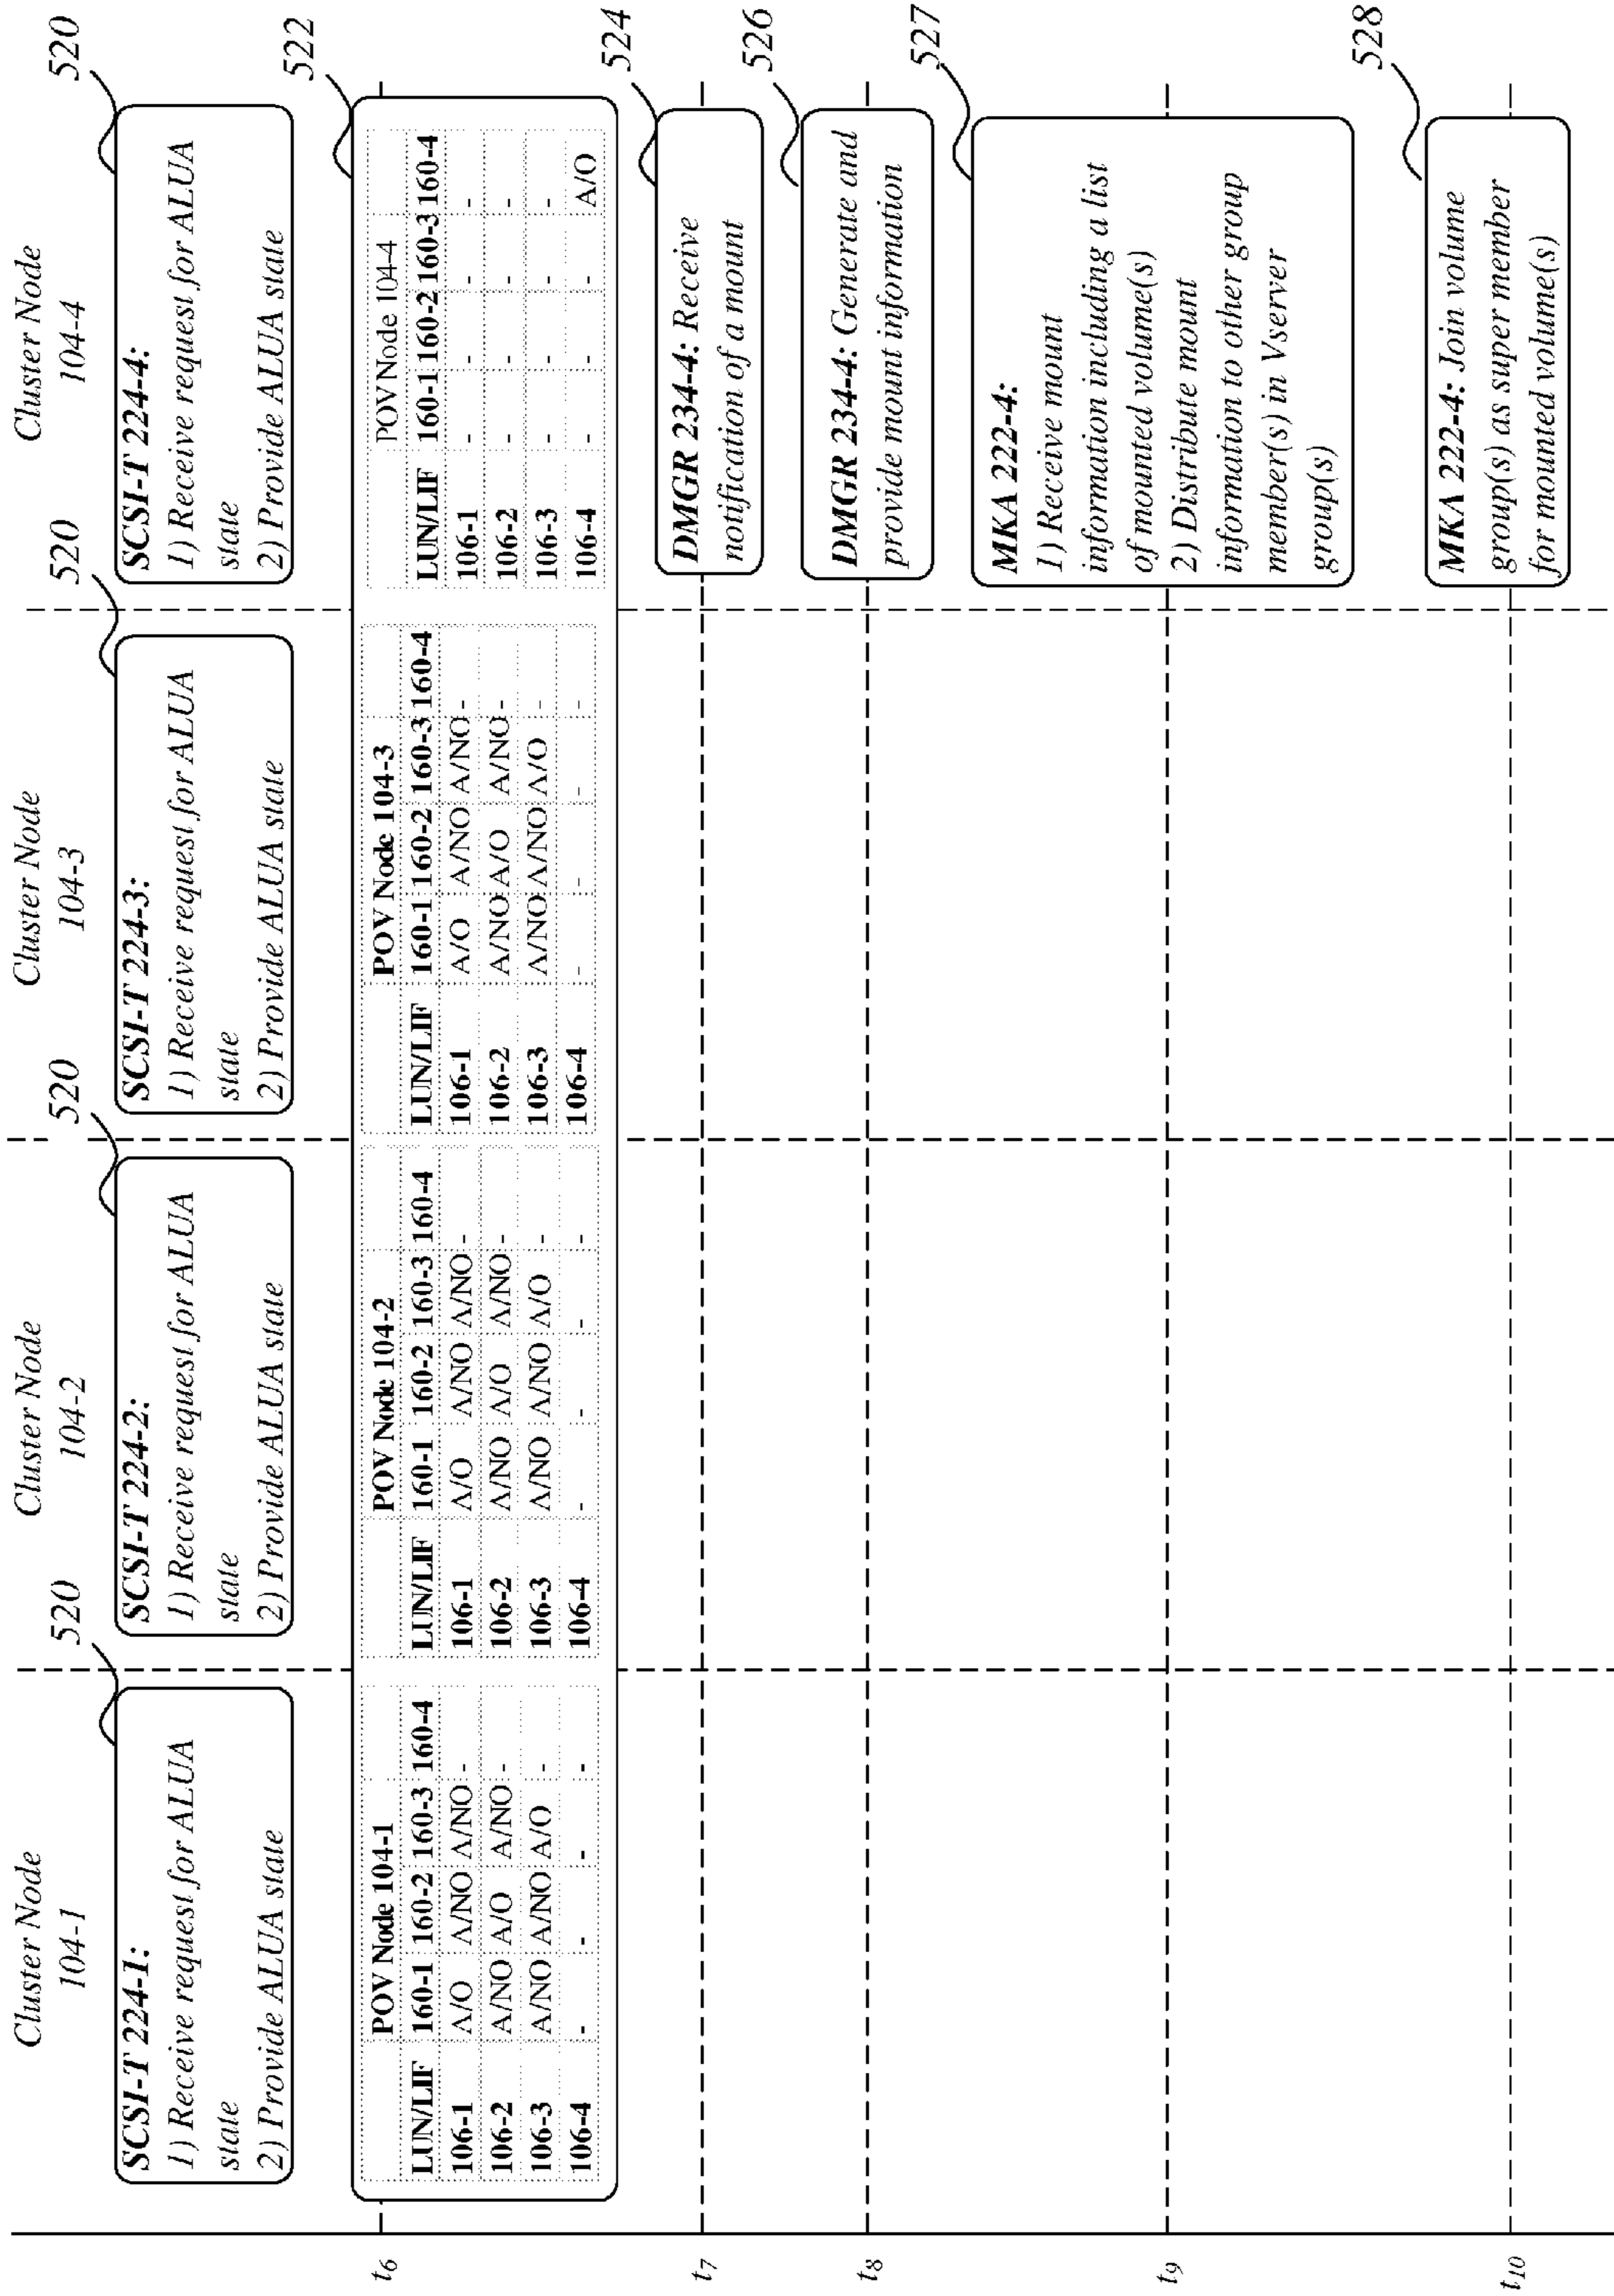 Cluster Node
104-1
Cluster Node
104-2
Cluster Node
104-3
Cluster Node
104-4
520
520
520
520
SCSI-T 224-1:
1) Receive request for ALUA
state
2) Provide ALUA state
SCSI-T 224-2:
1) Receive request for ALUA
state
2) Provide ALUA state
SCSI-T 224-3:
1) Receive request for ALUA
state
2) Provide ALUA state
SCSI-T 224-4:
1) Receive request for ALUA
state
2) Provide ALUA state
522
t6
POV Node 104-1
LUN/LIF 160-1 160-2 160-3 160-4
106-1 A/O A/NO A/NO -
106-2 A/NO A/O A/NO -
106-3 A/NO A/NO A/O -
106-4 - - - -
POV Node 104-2
LUN/LIF 160-1 160-2 160-3 160-4
106-1 A/O A/NO A/NO -
106-2 A/NO A/O A/NO -
106-3 A/NO A/NO A/O -
106-4 - - - -
POV Node 104-3
LUN/LIF 160-1 160-2 160-3 160-4
106-1 A/O A/NO A/NO -
106-2 A/NO A/O A/NO -
106-3 A/NO A/NO A/O -
106-4 - - - -
POV Node 104-4
LUN/LIF 160-1 160-2 160-3 160-4
106-1 - - - -
106-2 - - - -
106-3 - - - -
106-4 - - - A/O
524
t7
DMGR 234-4: Receive
notification of a mount
526
t8
DMGR 234-4: Generate and
provide mount information
527
t9
MKA 222-4:
1) Receive mount
information including a list
of mounted volume(s)
2) Distribute mount
information to other group
member(s) in Vserver
group(s)
528
t10
MKA 222-4: Join volume
group(s) as super member
for mounted volume(s)